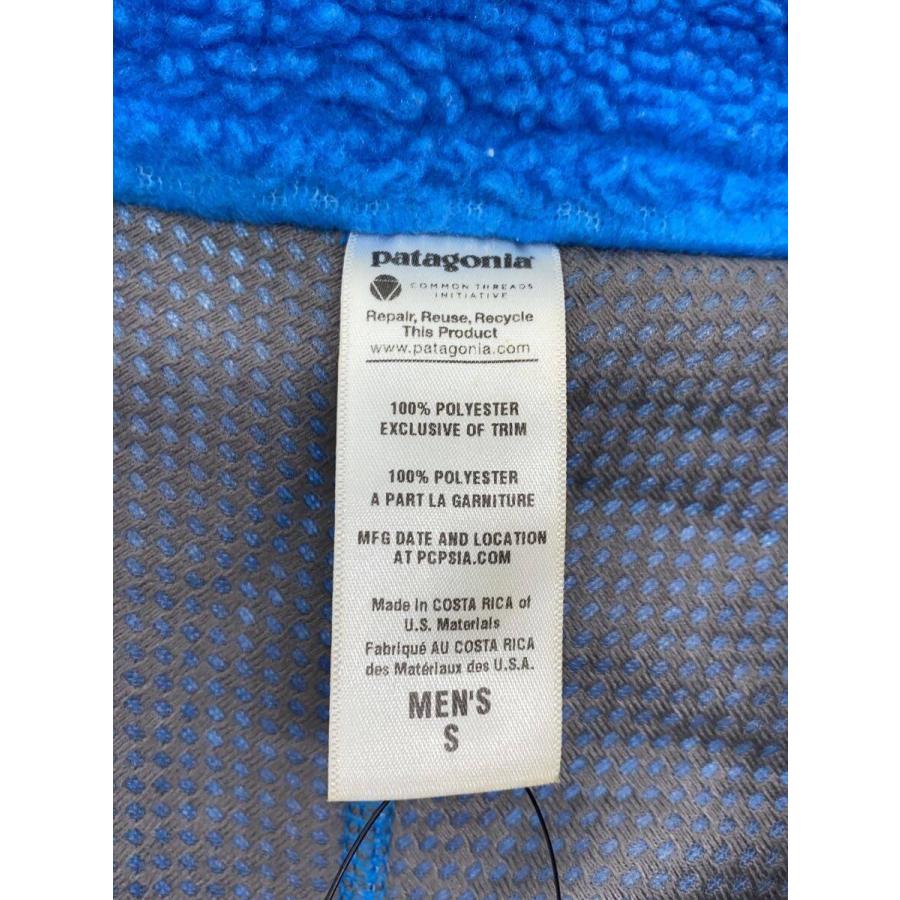 patagonia®
COMMON THREADS
INITIATIVE
Repair, Reuse, Recycle
This Product
www.patagonia.com
100% POLYESTER
EXCLUSIVE OF TRIM
100% POLYESTER
A PART LA GARNITURE
MFG DATE AND LOCATION
AT PCPSIA.COM
Made in COSTA RICA of
U.S. Materials
Fabriqué AU COSTA RICA
des Matériaux des U.S.A.
MEN'S
S